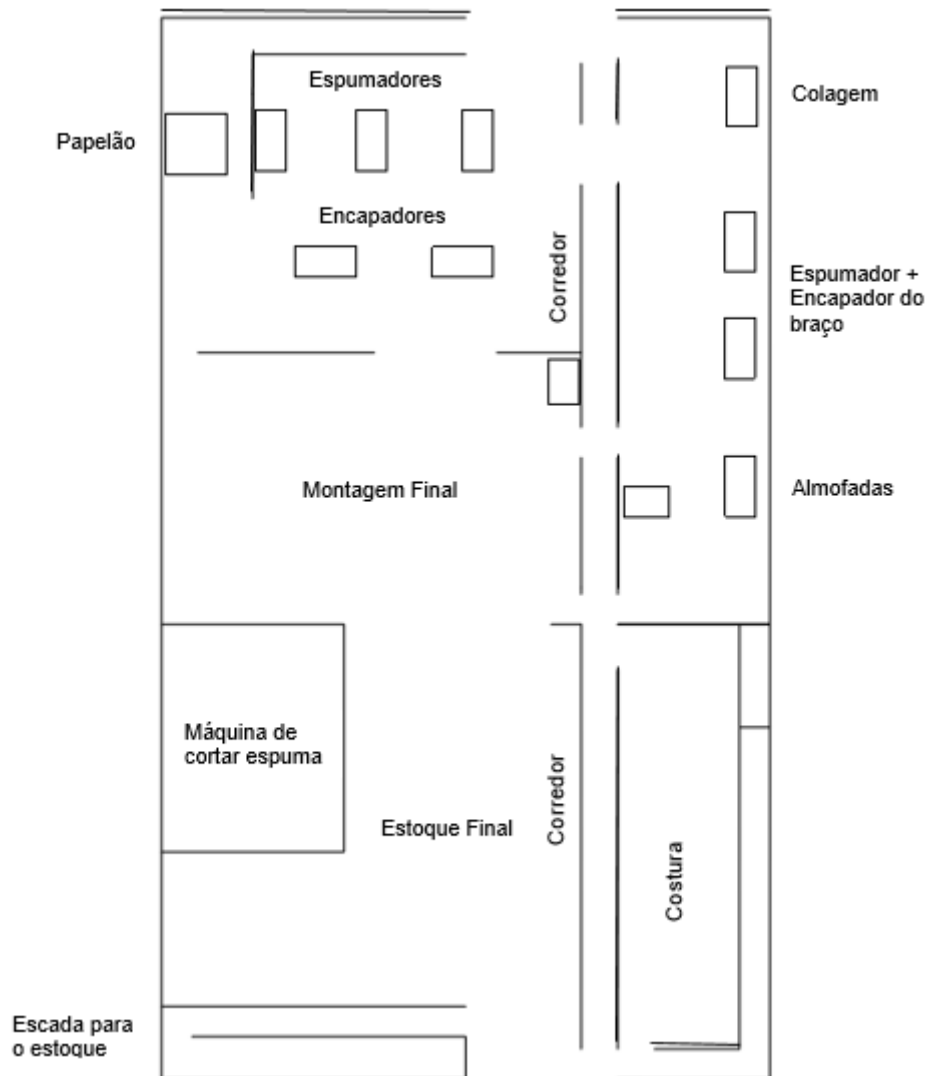 Espumadores
Colagem
Papelão
Encapadores
Corredor
Espumador +
Encapador do
braço
Montagem Final
Almofadas
Máquina de
cortar espuma
Corredor
Estoque Final
Costura
Escada para
o estoque